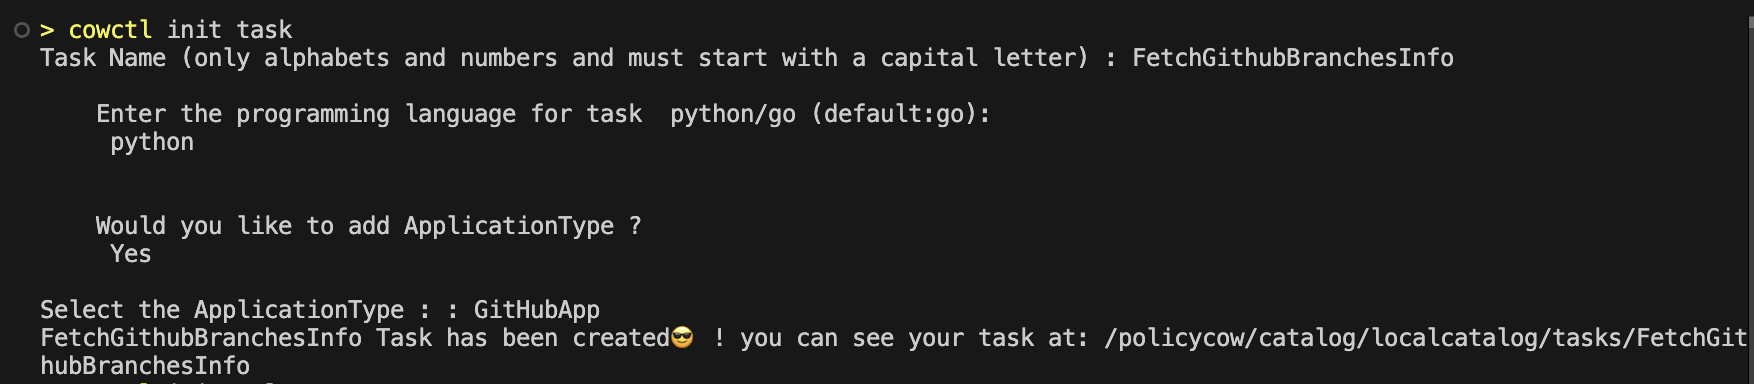 > cowctl init task
Task Name (only alphabets and numbers and must start with a capital letter) : FetchGithubBranchesInfo
Enter the programming language for task  python/go (default:go):
python
Would you like to add ApplicationType ?
Yes
Select the ApplicationType : : GitHubApp
FetchGithubBranchesInfo Task has been created😎 ! you can see your task at: /policycow/catalog/localcatalog/tasks/FetchGit
hubBranchesInfo